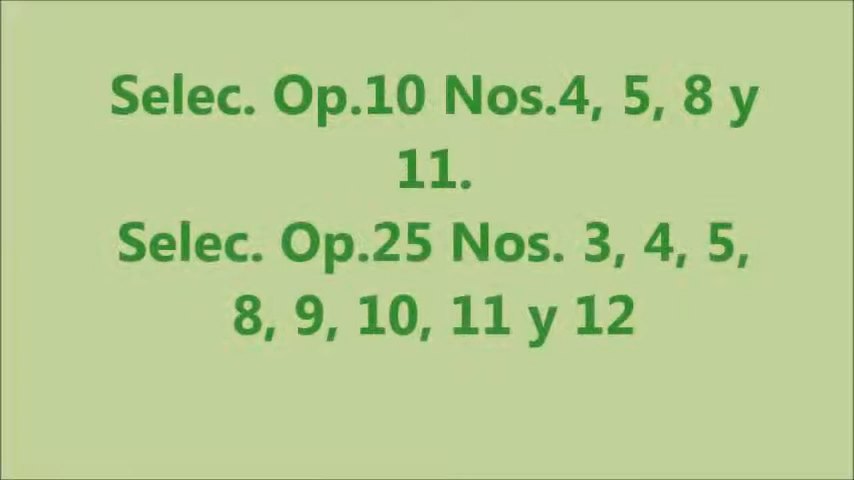 Selec. Op.10 Nos.4, 5, 8 y
11.
Selec. Op.25 Nos. 3, 4, 5,
8, 9, 10, 11 y 12